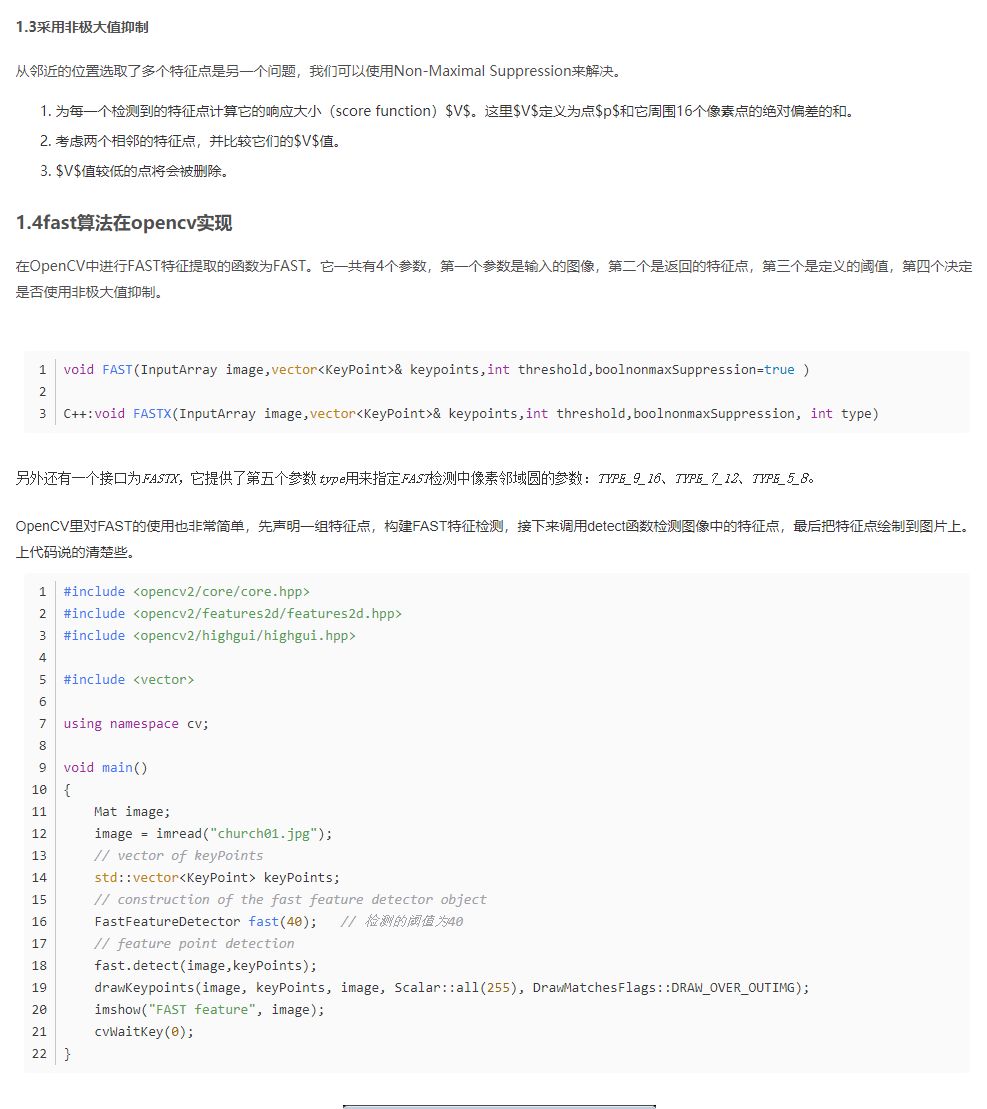 1.3采用非极大值抑制
从邻近的位置选取了多个特征点是另一个问题，我们可以使用Non-Maximal Suppression来解决。
1. 为每一个检测到的特征点计算它的响应大小（score function）$V$。这里$V$定义为点$p$和它周围16个像素点的绝对偏差的和。
2. 考虑两个相邻的特征点，并比较它们的$V$值。
3. $V$值较低的点将会被删除。
1.4fast算法在opencv实现
在OpenCV中进行FAST特征提取的函数为FAST。它一共有4个参数，第一个参数是输入的图像，第二个是返回的特征点，第三个是定义的阈值，第四个决定
是否使用非极大值抑制。
1 void FAST(InputArray image,vector<KeyPoint>& keypoints,int threshold,boolnonmaxSuppression=true )
2
3 C++:void FASTX(InputArray image,vector<KeyPoint>& keypoints,int threshold,boolnonmaxSuppression, int type)
另外还有一个接口为FASTX，它提供了第五个参数type用来指定FAST检测中像素邻域圆的参数：TYPE_9_16、TYPE_7_12、TYPE_5_8。
OpenCV里对FAST的使用也非常简单，先声明一组特征点，构建FAST特征检测，接下来调用detect函数检测图像中的特征点，最后把特征点绘制到图片上。
上代码说的清楚些。
1 #include <opencv2/core/core.hpp>
2 #include <opencv2/features2d/features2d.hpp>
3 #include <opencv2/highgui/highgui.hpp>
4
5 #include <vector>
6
7 using namespace cv;
8
9 void main()
10 {
11 Mat image;
12 image = imread("church01.jpg");
13 // vector of keyPoints
14 std::vector<KeyPoint> keyPoints;
15 // construction of the fast feature detector object
16 FastFeatureDetector fast(40); // 检测的阈值为40
17 // feature point detection
18 fast.detect(image,keyPoints);
19 drawKeypoints(image, keyPoints, image, Scalar::all(255), DrawMatchesFlags::DRAW_OVER_OUTIMG);
20 imshow("FAST feature", image);
21 cvWaitKey(0);
22 }